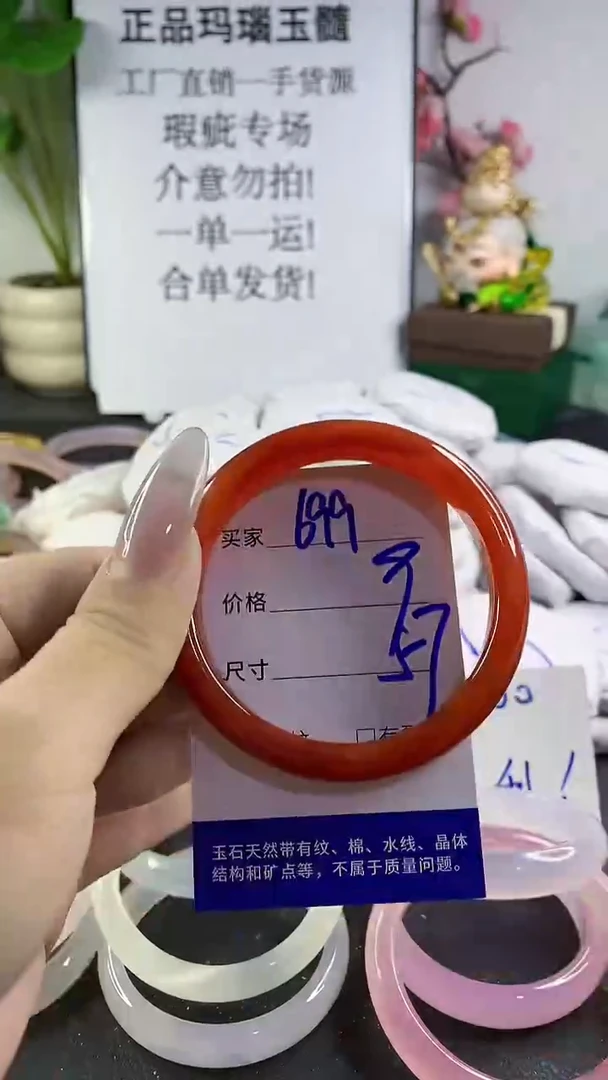 正品玛瑙玉髓
工厂直销一手货源
瑕疵专场
介意勿拍!
一单一运!
合单发货!
买家 699
价格
尺寸 57
玉石天然带有纹、棉、水线、晶体
结构和矿点等，不属于质量问题。